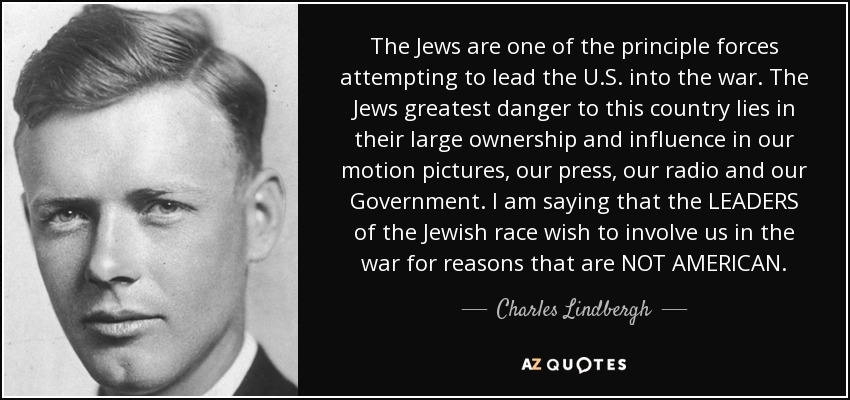 The Jews are one of the principle forces
attempting to lead the U.S. into the war. The
Jews greatest danger to this country lies in
their large ownership and influence in our
motion pictures, our press, our radio and our
Government. I am saying that the LEADERS
of the Jewish race wish to involve us in the
war for reasons that are NOT AMERICAN.
Charles Lindbergh
AZ QUOTES